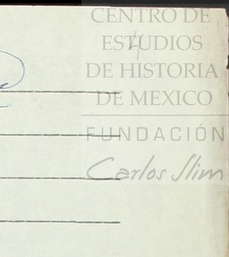 CENTRO DE
ESTUDIOS
DE HISTORIA
DE MEXICO
FUNDACIÓN
Carlos Slim